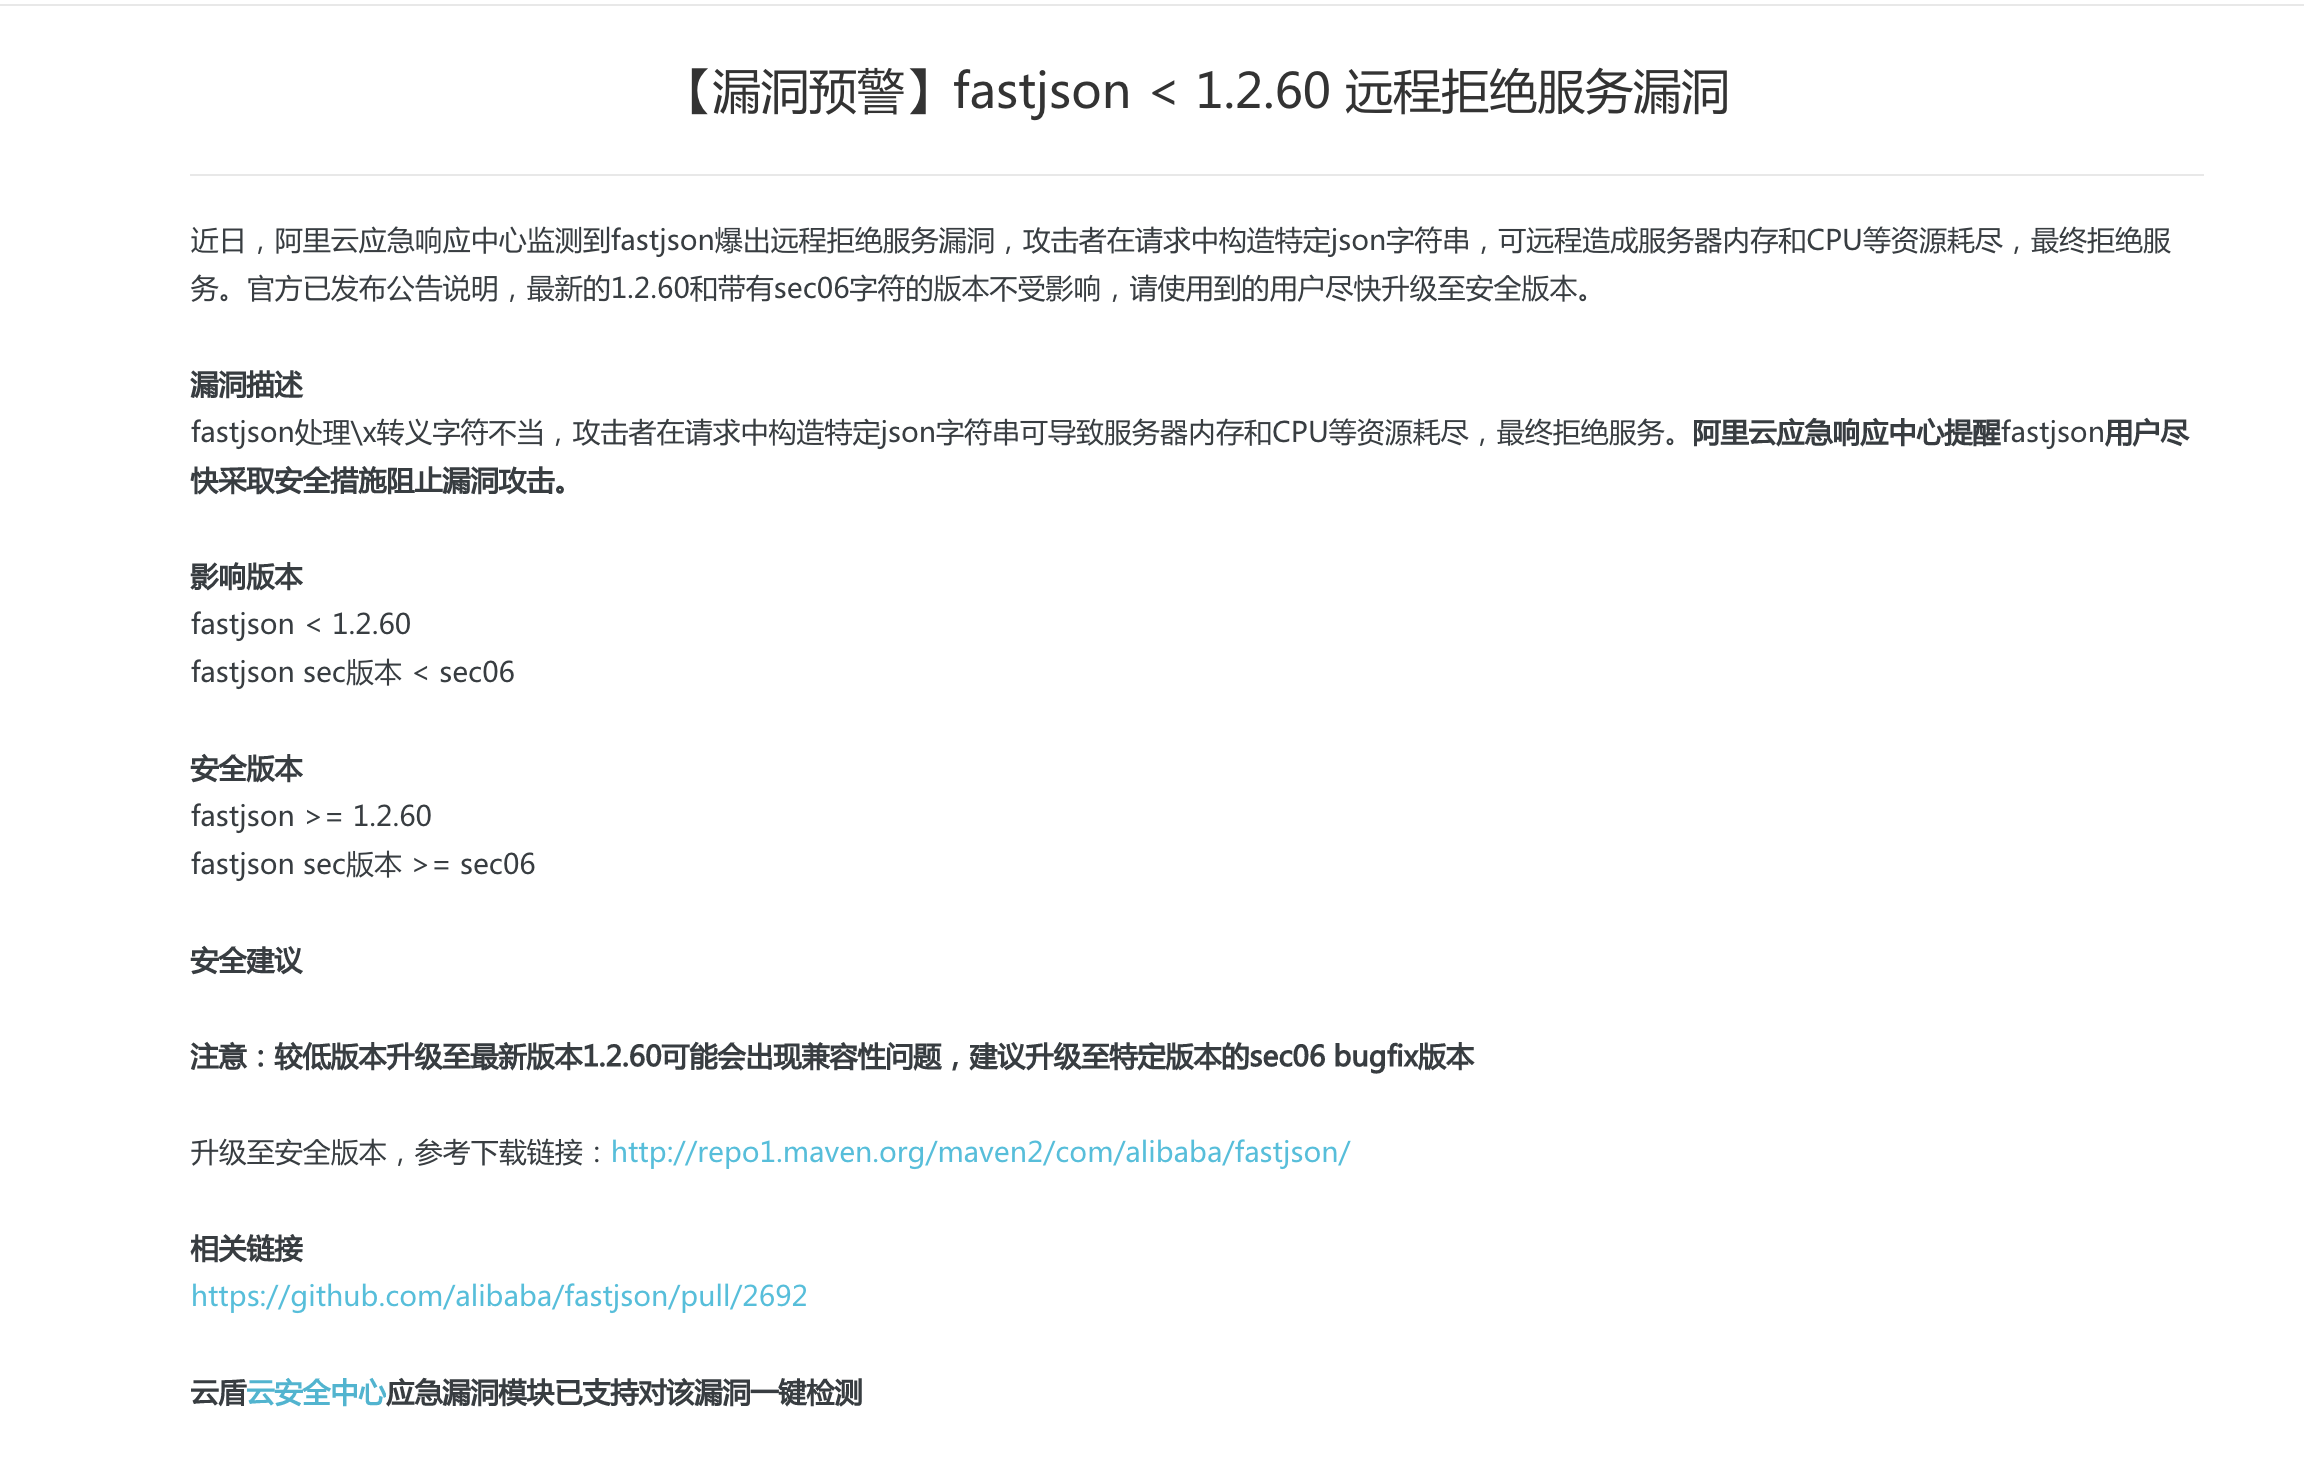 【漏洞预警】fastjson < 1.2.60 远程拒绝服务漏洞
近日，阿里云应急响应中心监测到fastjson爆出远程拒绝服务漏洞，攻击者在请求中构造特定json字符串，可远程造成服务器内存和CPU等资源耗尽，最终拒绝服
务。官方已发布公告说明，最新的1.2.60和带有sec06字符的版本不受影响，请使用到的用户尽快升级至安全版本。
漏洞描述
fastjson处理\x转义字符不当，攻击者在请求中构造特定json字符串可导致服务器内存和CPU等资源耗尽，最终拒绝服务。阿里云应急响应中心提醒fastjson用户尽
快采取安全措施阻止漏洞攻击。
影响版本
fastjson < 1.2.60
fastjson sec版本 < sec06
安全版本
fastjson >= 1.2.60
fastjson sec版本 >= sec06
安全建议
注意：较低版本升级至最新版本1.2.60可能会出现兼容性问题，建议升级至特定版本的sec06 bugfix版本
升级至安全版本，参考下载链接：http://repo1.maven.org/maven2/com/alibaba/fastjson/
相关链接
https://github.com/alibaba/fastjson/pull/2692
云盾云安全中心应急漏洞模块已支持对该漏洞一键检测